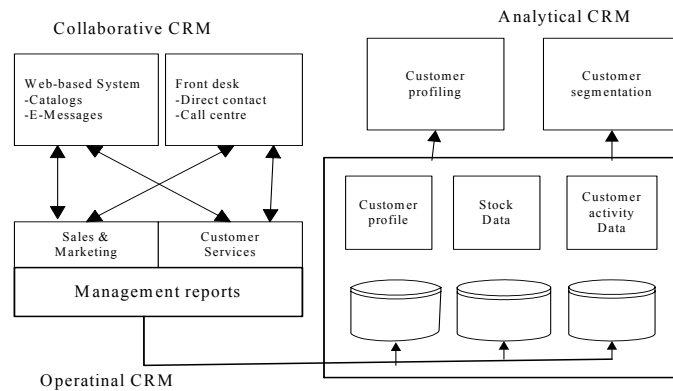 Collaborative CRM
Analytical CRM
Web-based System
-Catalogs
-E-Messages
Front desk
-Direct contact
-Call centre
Customer
profiling
Customer
segmentation
Customer
profile
Stock
Data
Customer
activity
Data
Sales &
Marketing
Customer
Services
Management reports
Operatinal CRM